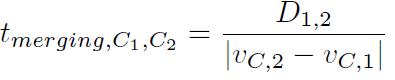 t_{merging,C_1,C_2} = \frac{D_{1,2}}{|v_{C,2} - v_{C,1}|}